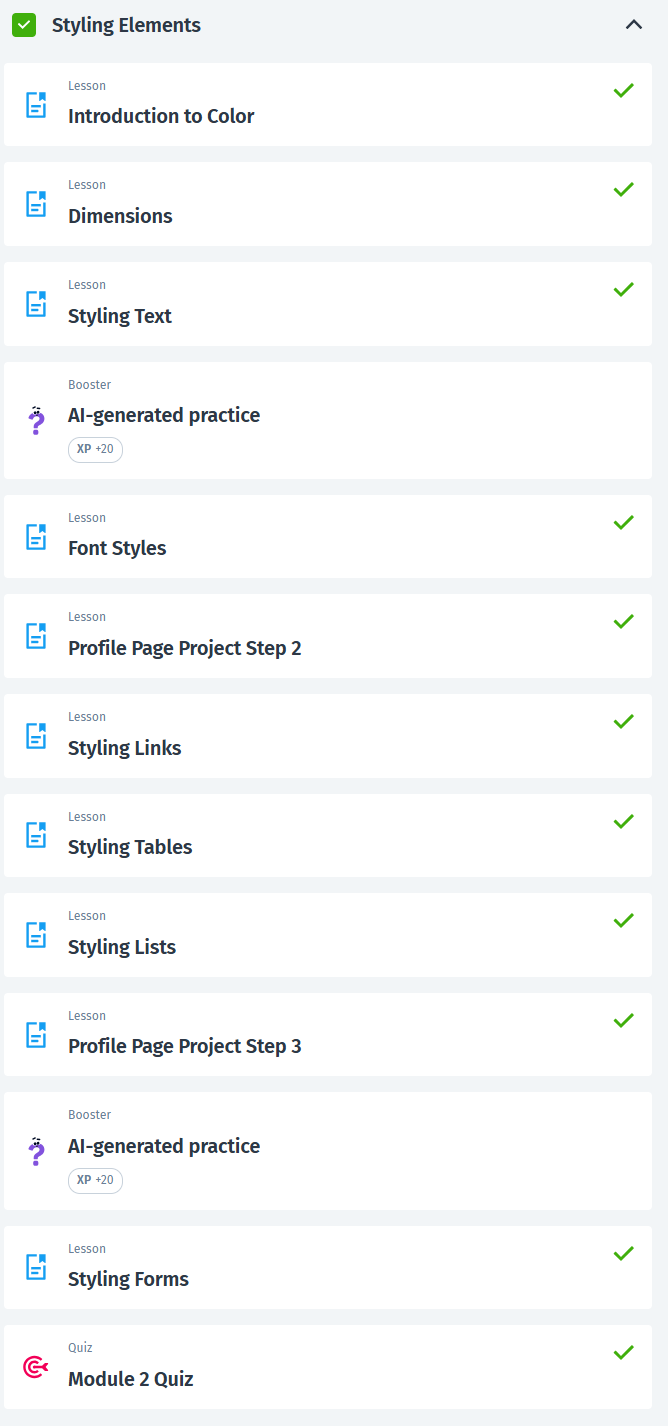 Styling Elements
Lesson
Introduction to Color
Lesson
Dimensions
Lesson
Styling Text
Booster
AI-generated practice
XP +20
Lesson
Font Styles
Lesson
Profile Page Project Step 2
Lesson
Styling Links
Lesson
Styling Tables
Lesson
Styling Lists
Lesson
Profile Page Project Step 3
Booster
AI-generated practice
XP +20
Lesson
Styling Forms
Quiz
Module 2 Quiz